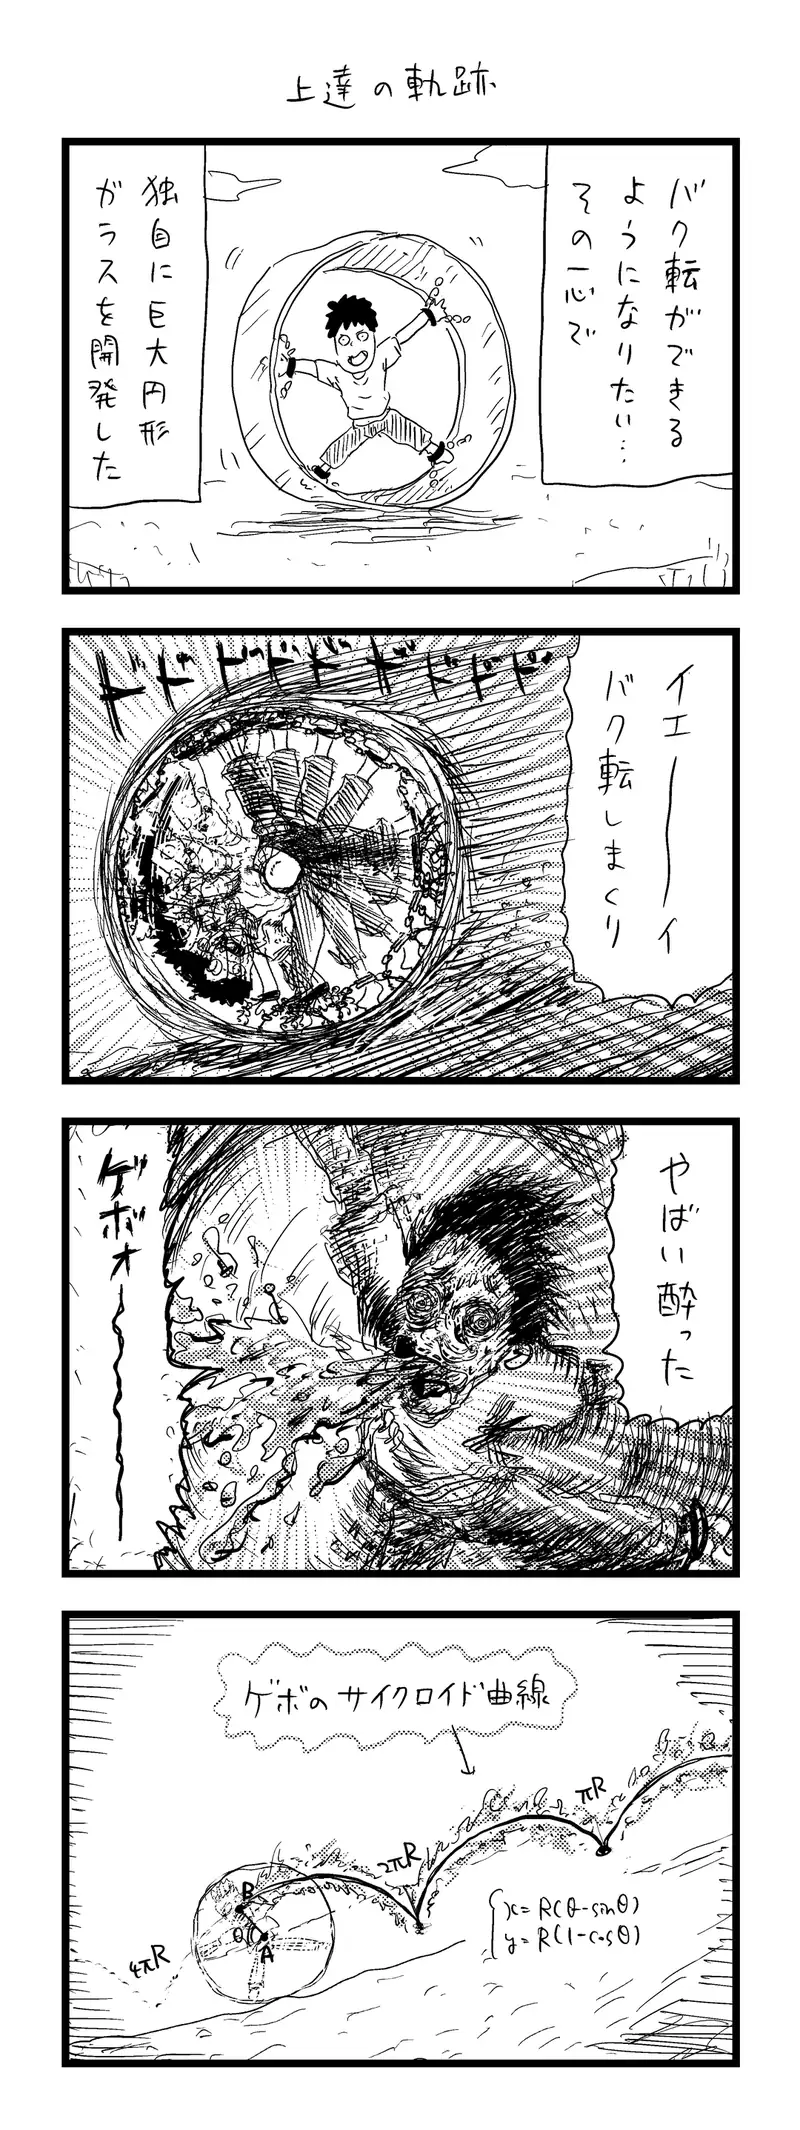 上達の軌跡
バク転ができる
ようになりたい…
その一心で
独自に巨大円形
ガラスを開発した
イエーーイ
バク転しまくり
ドドドドドドドドド
やばい酔った
ゲボォ
ゲボのサイクロイド曲線
πR
2πR
B
θ
A
4πR
x=R(θ-sinθ)
y=R(1-cosθ)